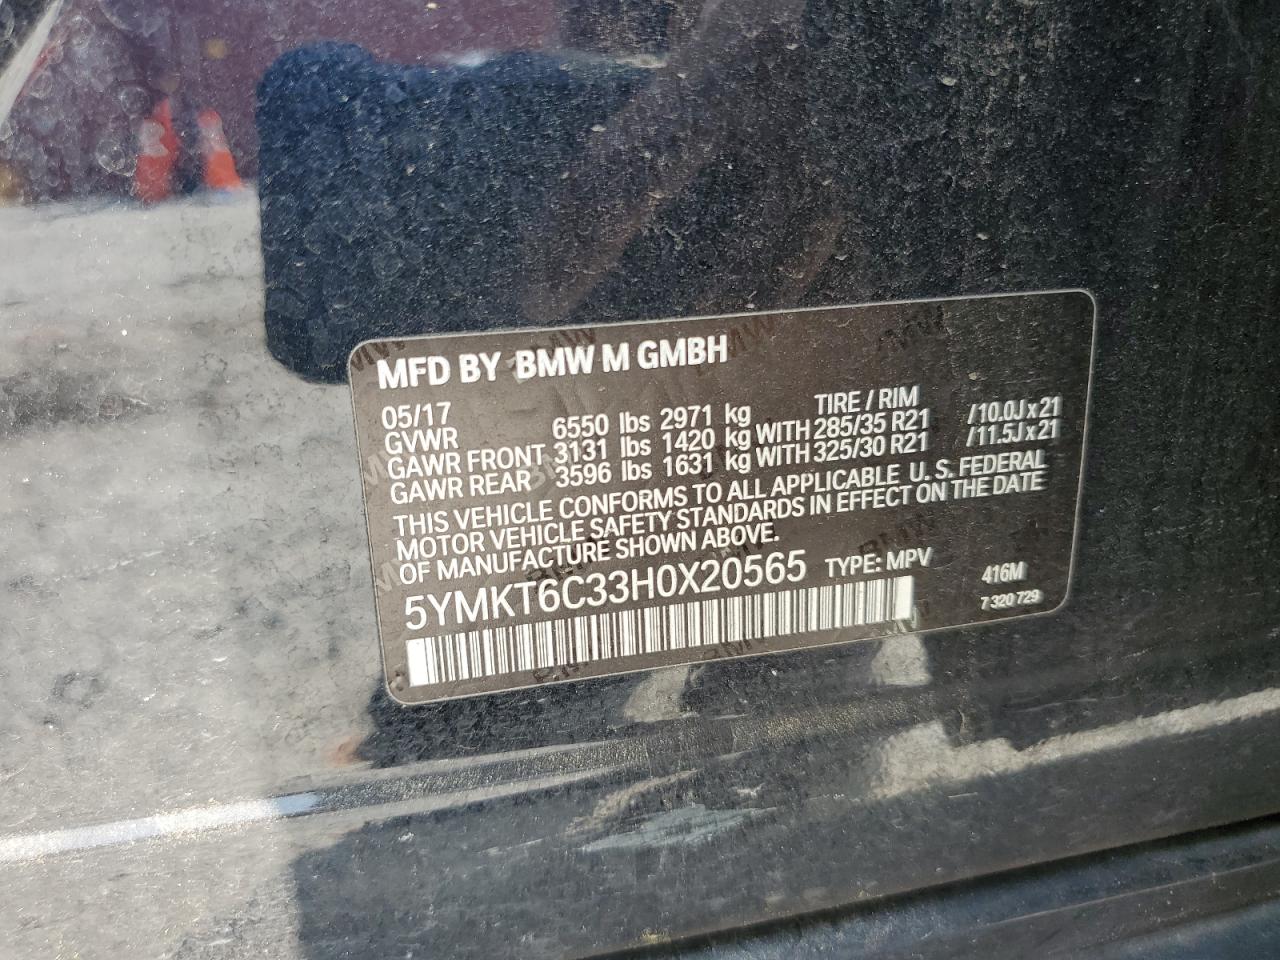 MFD BY BMW M GMBH
05/17 TIRE / RIM
GVWR 6550 lbs 2971 kg
GAWR FRONT 3131 lbs 1420 kg WITH 285/35 R21 /10.0J x 21
GAWR REAR 3596 lbs 1631 kg WITH 325/30 R21 /11.5J x 21
THIS VEHICLE CONFORMS TO ALL APPLICABLE U. S. FEDERAL
MOTOR VEHICLE SAFETY STANDARDS IN EFFECT ON THE DATE
OF MANUFACTURE SHOWN ABOVE.
5YMKT6C33H0X20565 TYPE: MPV 416M
7 320 729